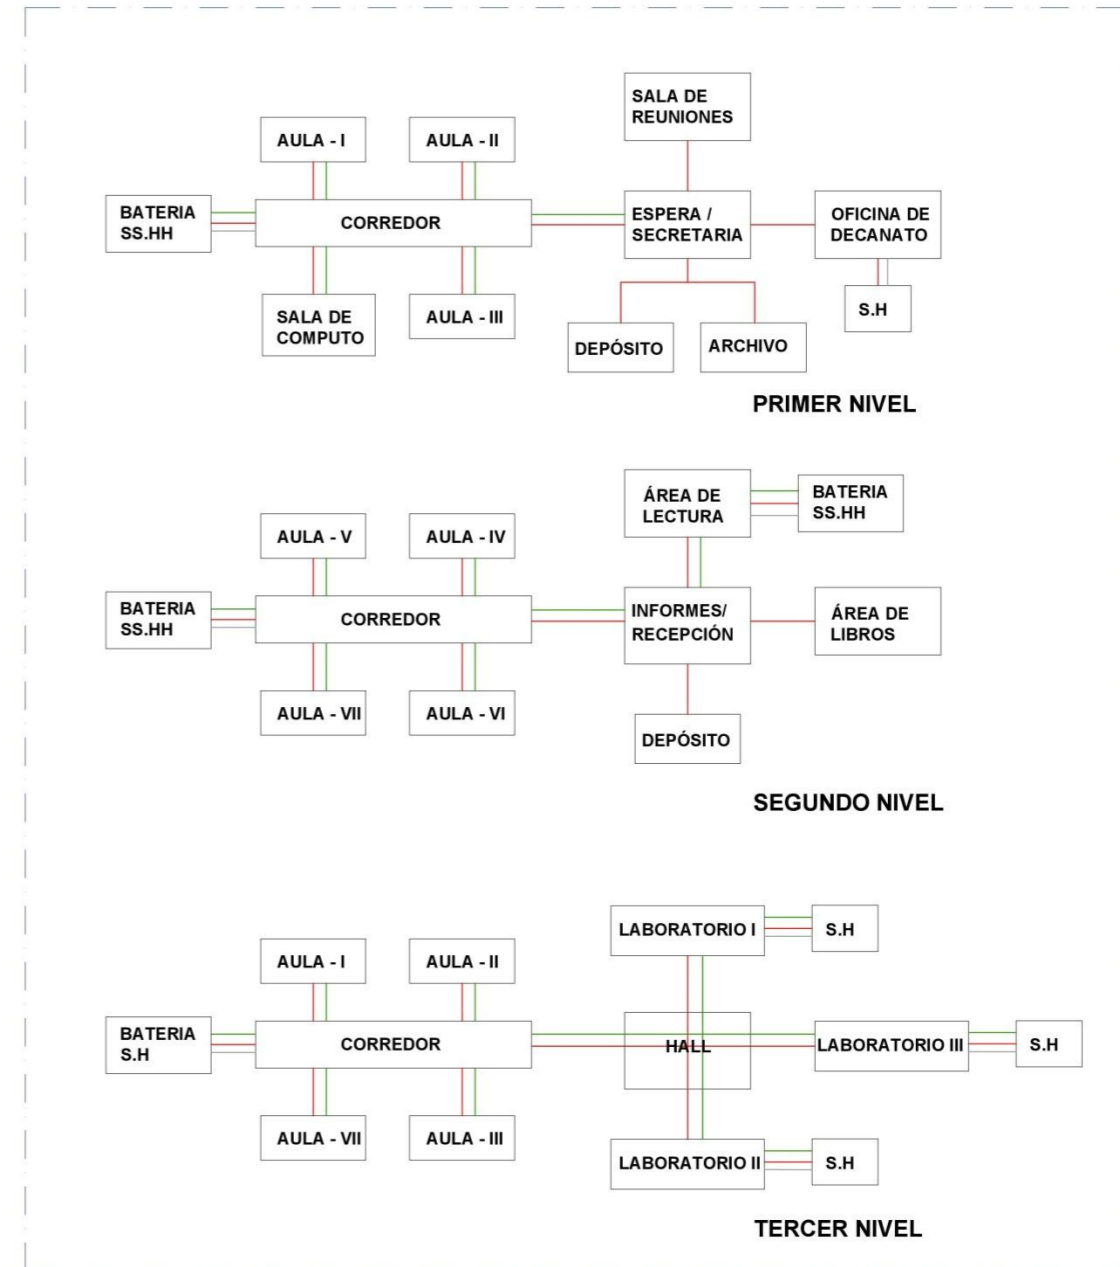 SALA DE
REUNIONES
AULA - I
AULA - II
BATERIA
SS.HH
CORREDOR
ESPERA /
SECRETARIA
OFICINA DE
DECANATO
SALA DE
COMPUTO
AULA - III
S.H
DEPÓSITO
ARCHIVO
PRIMER NIVEL
ÁREA DE
LECTURA
BATERIA
SS.HH
AULA - V
AULA - IV
BATERIA
SS.HH
CORREDOR
INFORMES/
RECEPCIÓN
ÁREA DE
LIBROS
AULA - VII
AULA - VI
DEPÓSITO
SEGUNDO NIVEL
LABORATORIO I
S.H
AULA - I
AULA - II
BATERIA
S.H
CORREDOR
HALL
LABORATORIO III
S.H
AULA - VII
AULA - III
LABORATORIO II
S.H
TERCER NIVEL